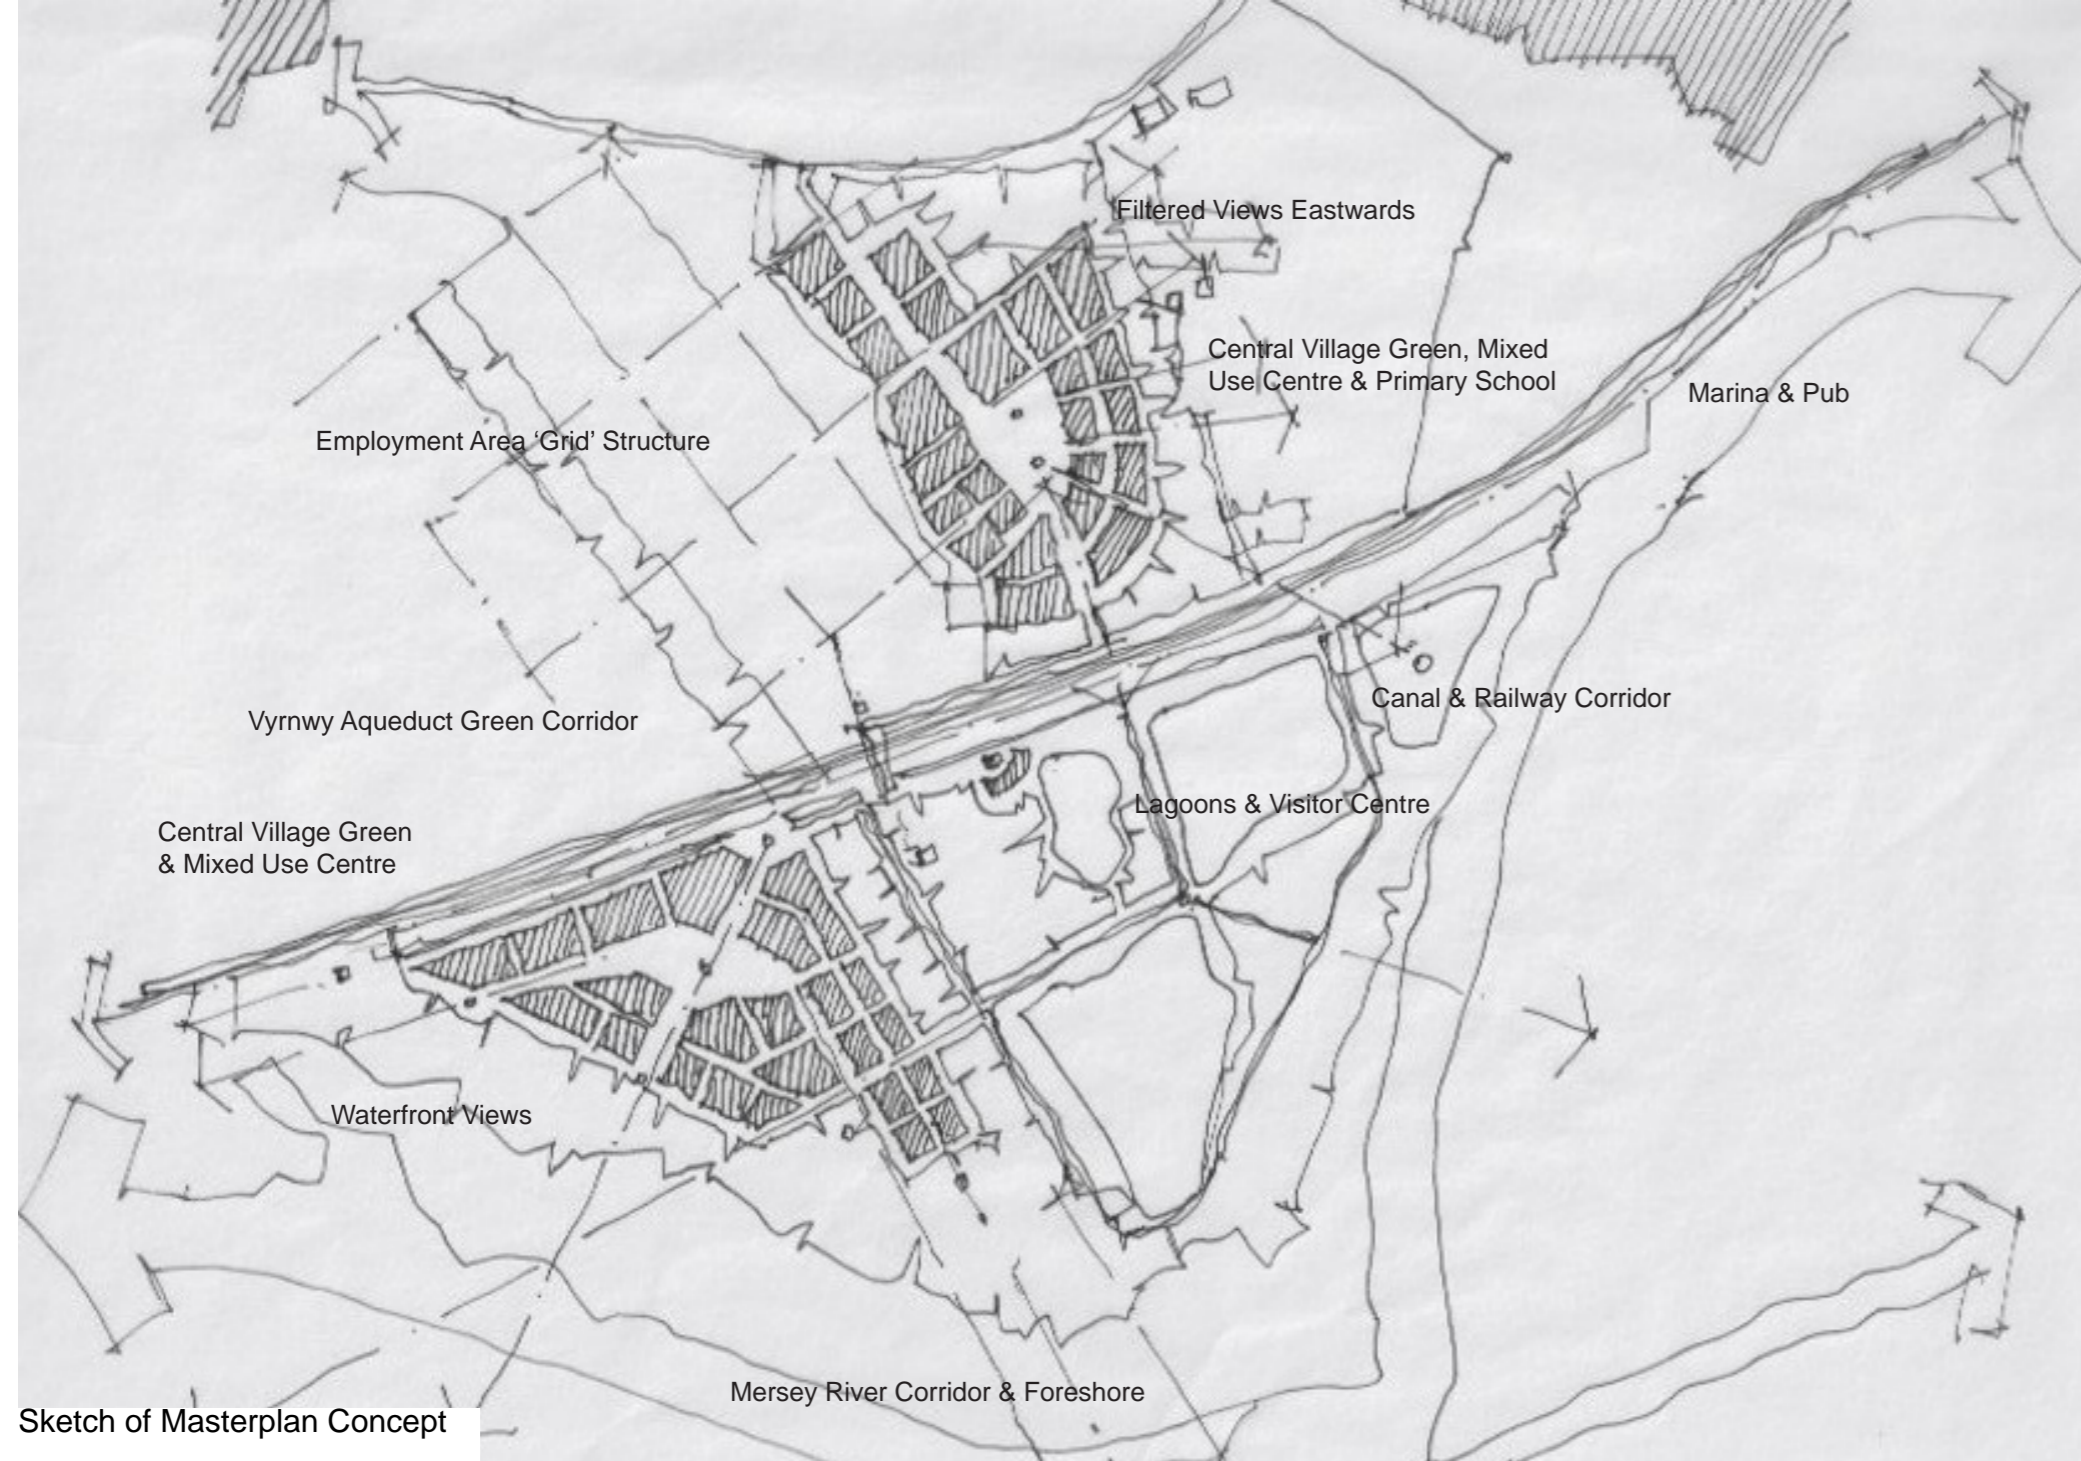 Filtered Views Eastwards
Central Village Green, Mixed
Use Centre & Primary School
Marina & Pub
Employment Area ‘Grid’ Structure
Canal & Railway Corridor
Vyrnwy Aqueduct Green Corridor
Lagoons & Visitor Centre
Central Village Green
& Mixed Use Centre
Waterfront Views
Mersey River Corridor & Foreshore
Sketch of Masterplan Concept